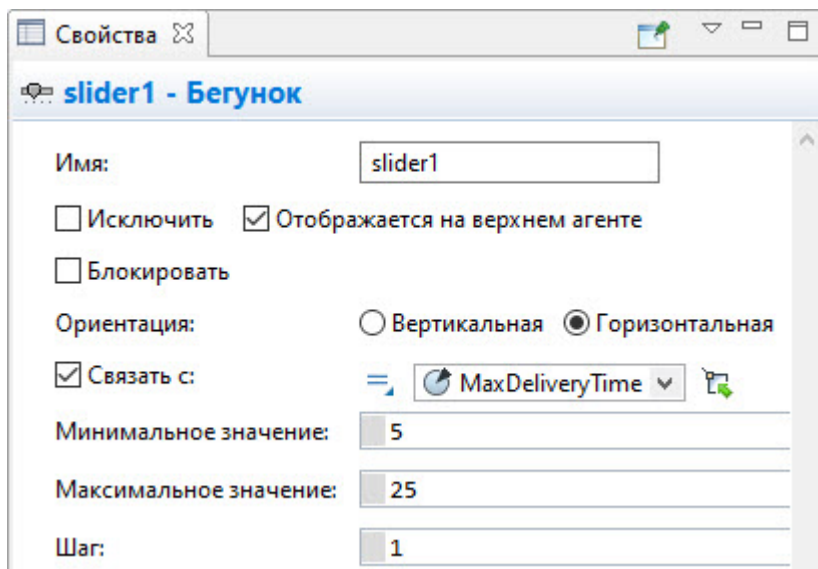 Свойства
slider1 - Бегунок
Имя: slider1
Исключить Отображается на верхнем агенте
Блокировать
Ориентация: Вертикальная Горизонтальная
Связать с: MaxDeliveryTime
Минимальное значение: 5
Максимальное значение: 25
Шаг: 1